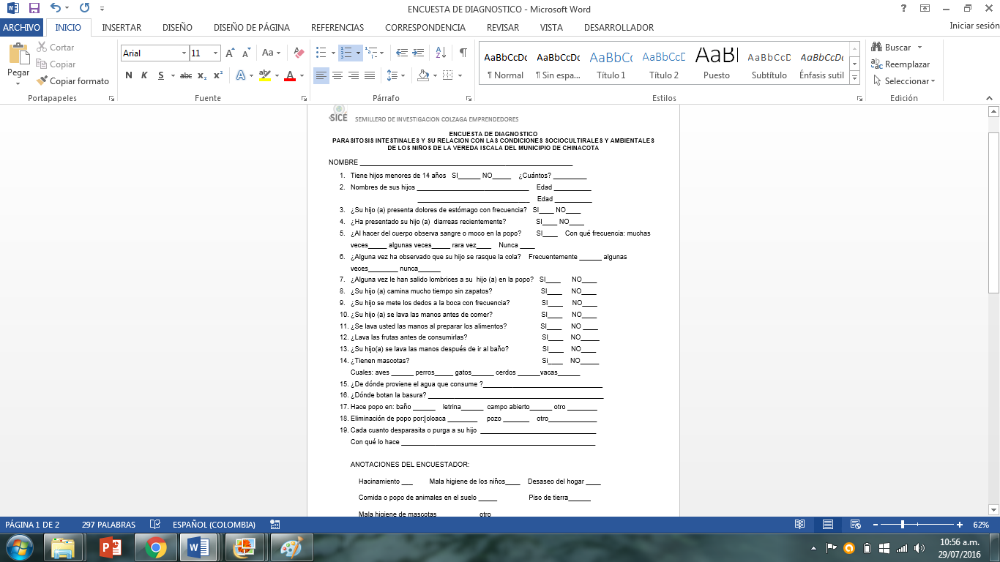 ENCUESTA DE DIAGNOSTICO - Microsoft Word
ARCHIVO INICIO INSERTAR DISEÑO DISEÑO DE PÁGINA REFERENCIAS CORRESPONDENCIA REVISAR VISTA DESARROLLADOR Iniciar sesión
Pegar
Cortar
Copiar
Copiar formato
Portapapeles
Arial 11
N K S abc x₂ x²
Fuente
Párrafo
AaBbCcDc AaBbCcDc AaBbCc AaBbCcD AaB AaBbCcD AaBbCcDc
¶ Normal ¶ Sin espa... Título 1 Título 2 Puesto Subtítulo Énfasis sutil
Estilos
Buscar
Reemplazar
Seleccionar
Edición
SICÉ SEMILLERO DE INVESTIGACION COLZAGA EMPRENDEDORES
ENCUESTA DE DIAGNOSTICO
PARASITOSIS INTESTINALES Y SU RELACION CON LAS CONDICIONES SOCIOCULTIRALES Y AMBIENTALES
DE LOS NIÑOS DE LA VEREDA ISCALA DEL MUNICIPIO DE CHINACOTA
NOMBRE ____________________
1. Tiene hijos menores de 14 años SI______ NO_____ ¿Cuántos? _________
2. Nombres de sus hijos ______________________________ Edad __________
______________________________ Edad __________
3. ¿Su hijo (a) presenta dolores de estómago con frecuencia? SI____ NO____
4. ¿Ha presentado su hijo (a) diarreas recientemente? SI____ NO____
5. ¿Al hacer del cuerpo observa sangre o moco en la popo? SI____ Con qué frecuencia: muchas
veces_____ algunas veces_____ rara vez____ Nunca ____
6. ¿Alguna vez ha observado que su hijo se rasque la cola? Frecuentemente ______ algunas
veces________ nunca______
7. ¿Alguna vez le han salido lombrices a su hijo (a) en la popo? SI____ NO____
8. ¿Su hijo (a) camina mucho tiempo sin zapatos? SI____ NO____
9. ¿Su hijo se mete los dedos a la boca con frecuencia? SI____ NO____
10. ¿Su hijo (a) se lava las manos antes de comer? SI____ NO____
11. ¿Se lava usted las manos al preparar los alimentos? SI____ NO ____
12. ¿Lava las frutas antes de consumirlas? SI____ NO_____
13. ¿Su hijo(a) se lava las manos después de ir al baño? SI____ NO____
14. ¿Tienen mascotas? Si____ NO_____
Cuales: aves ______ perros_____ gatos______ cerdos ______vacas______
15. ¿De dónde proviene el agua que consume ?________________________________
16. ¿Dónde botan la basura? _______________________________________________
17. Hace popo en: baño ______ letrina______ campo abierto______ otro ________
18. Eliminación de popo por:cloaca ________ pozo _______ otro_____________
19. Cada cuanto desparasita o purga a su hijo _______________________________
Con qué lo hace ____________________________________________________
ANOTACIONES DEL ENCUESTADOR:
Hacinamiento ___ Mala higiene de los niños____ Desaseo del hogar ____
Comida o popo de animales en el suelo _____ Piso de tierra______
Mala higiene de mascotas otro
PÁGINA 1 DE 2 297 PALABRAS ESPAÑOL (COLOMBIA) 62%
10:56 a.m.
29/07/2016